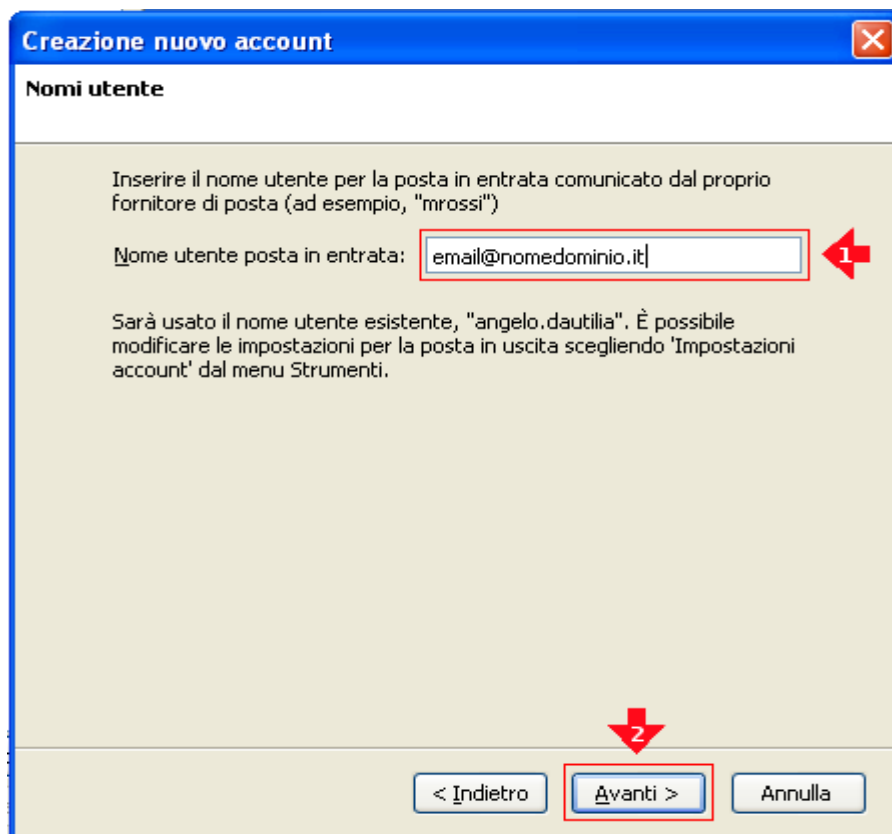 Creazione nuovo account
Nomi utente
Inserire il nome utente per la posta in entrata comunicato dal proprio
fornitore di posta (ad esempio, "mrossi")
Nome utente posta in entrata: email@nomedominio.it
1
Sarà usato il nome utente esistente, "angelo.dautilia". È possibile
modificare le impostazioni per la posta in uscita scegliendo 'Impostazioni
account' dal menu Strumenti.
2
< Indietro Avanti > Annulla